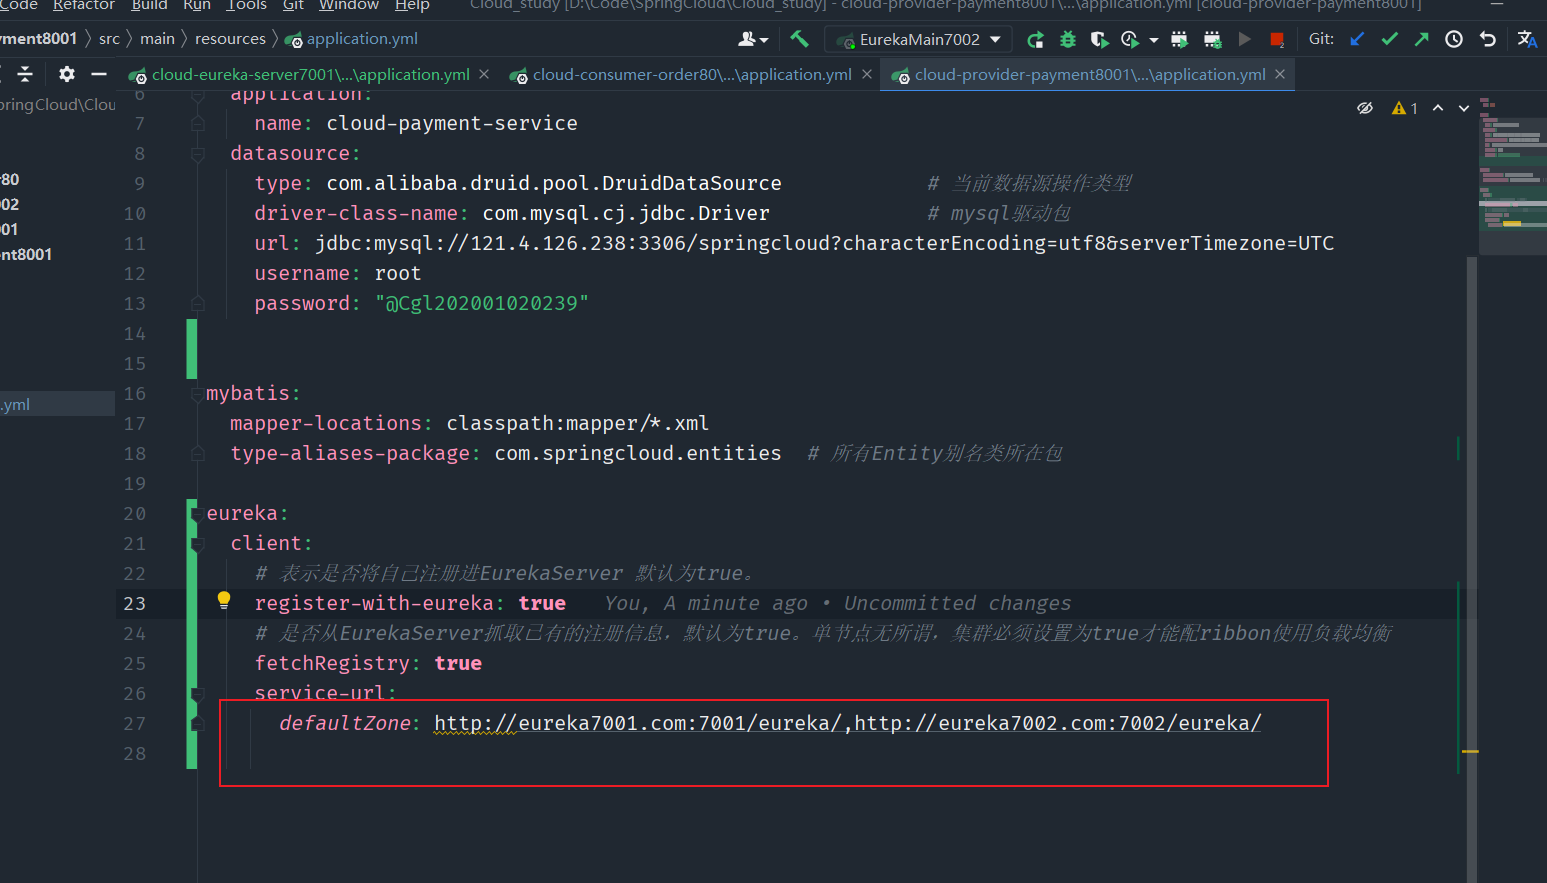 Code Refactor Build Run Tools Git Window Help Cloud_study [D:\Code\SpringCloud\Cloud_study] - cloud-provider-payment8001\...\application.yml [cloud-provider-payment8001]
yment8001 〉 src 〉 main 〉 resources 〉 application.yml
EurekaMain7002
Git:
cloud-eureka-server7001\...\application.yml × cloud-consumer-order80\...\application.yml × cloud-provider-payment8001\...\application.yml ×
pringCloud\Clou
r80
002
001
ent8001
.yml
1
6 application:
7 name: cloud-payment-service
8 datasource:
9 type: com.alibaba.druid.pool.DruidDataSource # 当前数据源操作类型
10 driver-class-name: com.mysql.cj.jdbc.Driver # mysql驱动包
11 url: jdbc:mysql://121.4.126.238:3306/springcloud?characterEncoding=utf8&serverTimezone=UTC
12 username: root
13 password: "@Cgl202001020239"
14
15
16 mybatis:
17 mapper-locations: classpath:mapper/*.xml
18 type-aliases-package: com.springcloud.entities # 所有Entity别名类所在包
19
20 eureka:
21 client:
22 # 表示是否将自己注册进EurekaServer 默认为true。
23 register-with-eureka: true You, A minute ago • Uncommitted changes
24 # 是否从EurekaServer抓取已有的注册信息，默认为true。单节点无所谓，集群必须设置为true才能配ribbon使用负载均衡
25 fetchRegistry: true
26 service-url:
27 defaultZone: http://eureka7001.com:7001/eureka/,http://eureka7002.com:7002/eureka/
28